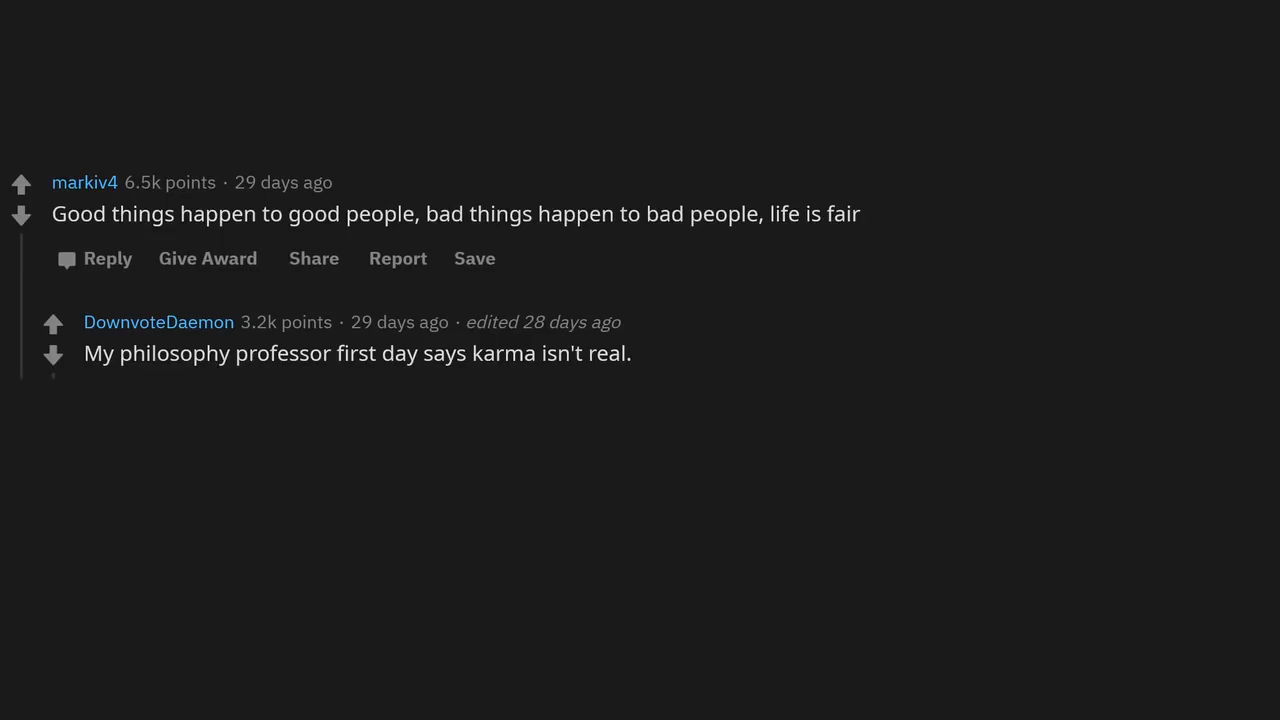 markiv4 6.5k points · 29 days ago
Good things happen to good people, bad things happen to bad people, life is fair
Reply Give Award Share Report Save
DownvoteDaemon 3.2k points · 29 days ago · edited 28 days ago
My philosophy professor first day says karma isn't real.